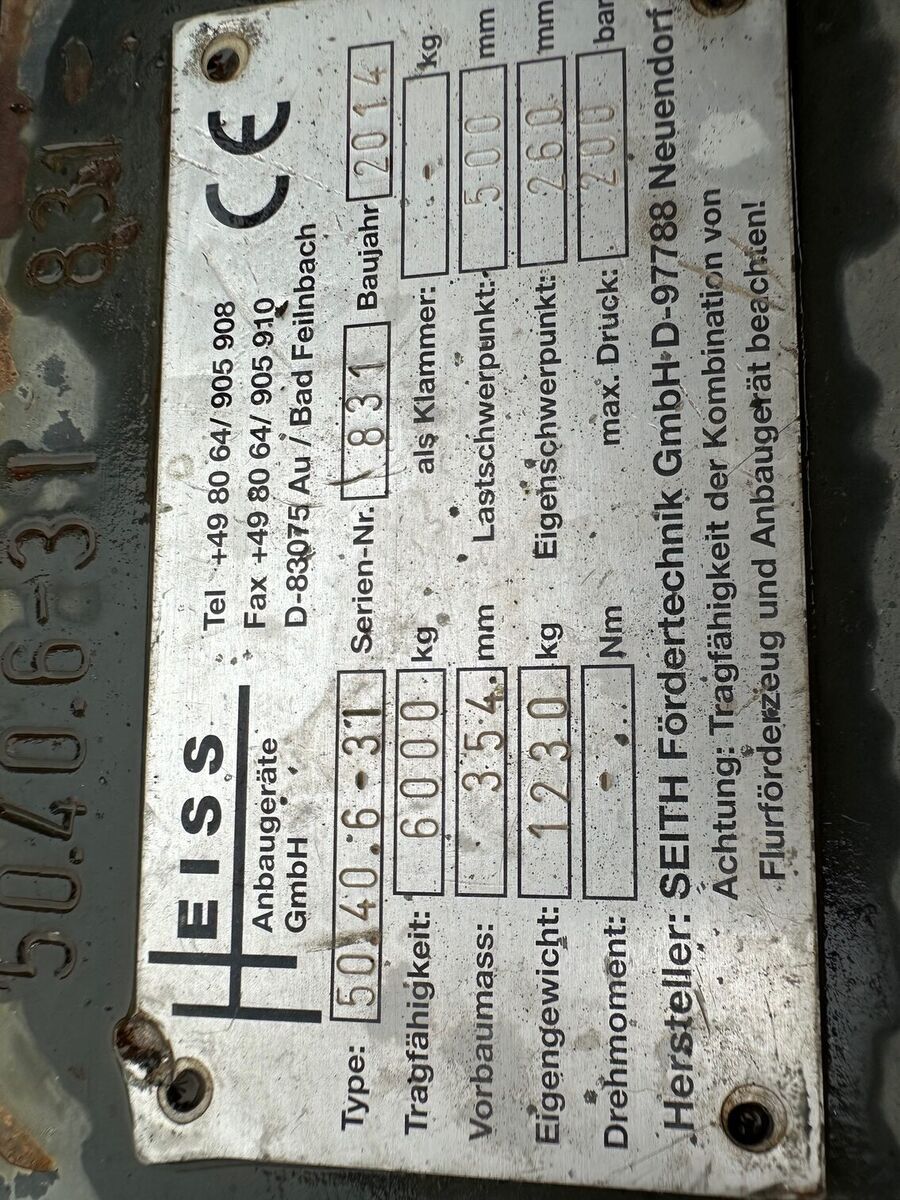 50.40.6-31 831
HEISS
Anbaugeräte
GmbH
Tel +49 80 64/ 905 908
Fax +49 80 64/ 905 910
D-83075 Au / Bad Feilnbach
CE
Type: 50.40.6-31 Serien-Nr. 831 Baujahr 2014
Tragfähigkeit: 6000 kg als Klammer: - kg
Vorbaumass: 354 mm Lastschwerpunkt: 500 mm
Eigengewicht: 1230 kg Eigenschwerpunkt: 260 mm
Drehmoment: - Nm max. Druck: 200 bar
Hersteller: SEITH Fördertechnik GmbH D-97788 Neuendorf
Achtung: Tragfähigkeit der Kombination von
Flurförderzeug und Anbaugerät beachten!